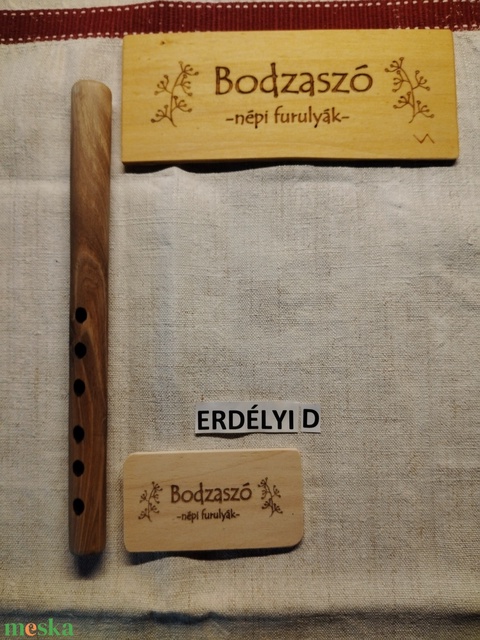 Bodzaszó
-népi furulyák-
ERDÉLYI D
Bodzaszó
-népi furulyák-
meska